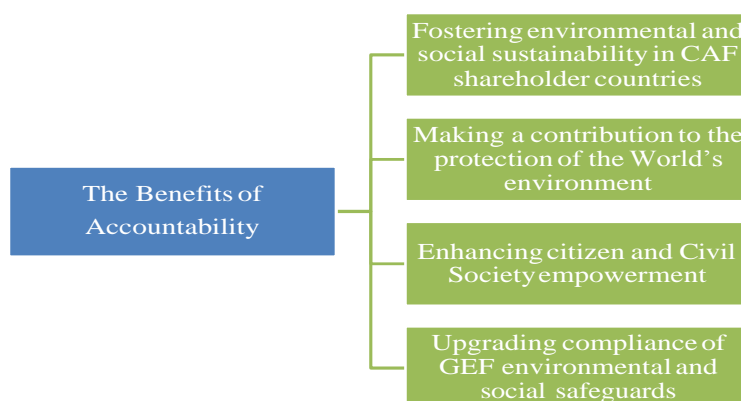 Fostering environmental and
social sustainability in CAF
shareholder countries
Making a contribution to the
protection of the World's
environment
The Benefits of
Accountability
Enhancing citizen and Civil
Society empowerment
Upgrading compliance of
GEF environmental and
social safeguards